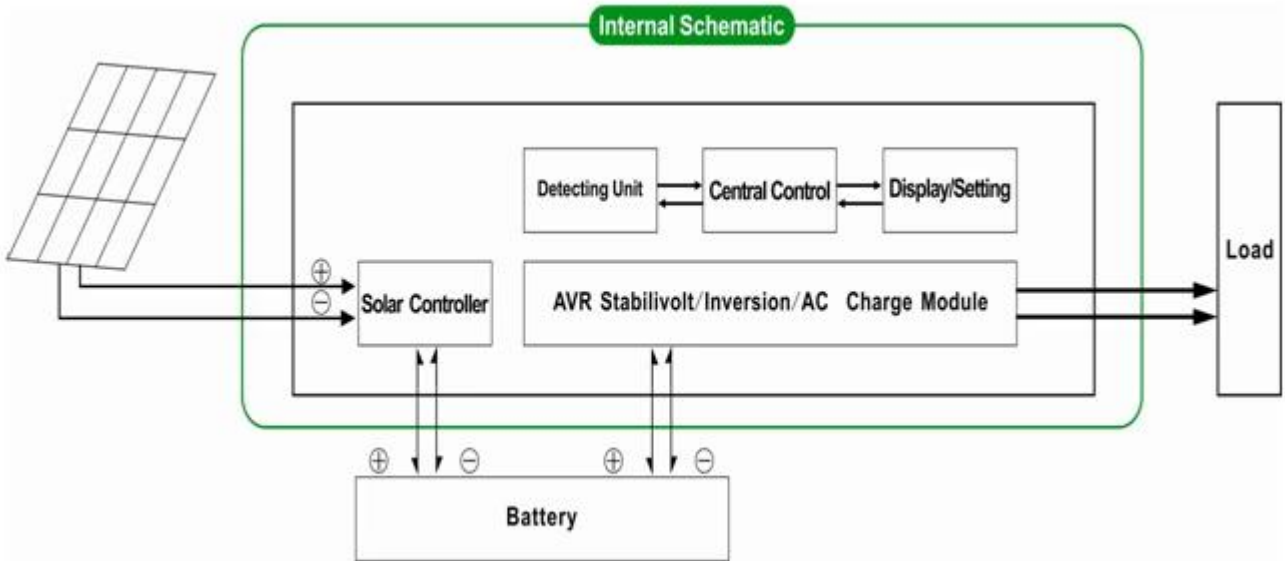 Internal Schematic
Detecting Unit
Central Control
Display/Setting
Load
⊕
⊖
Solar Controller
AVR Stabilivolt/Inversion/AC Charge Module
⊕ ⊖ ⊕ ⊖
Battery